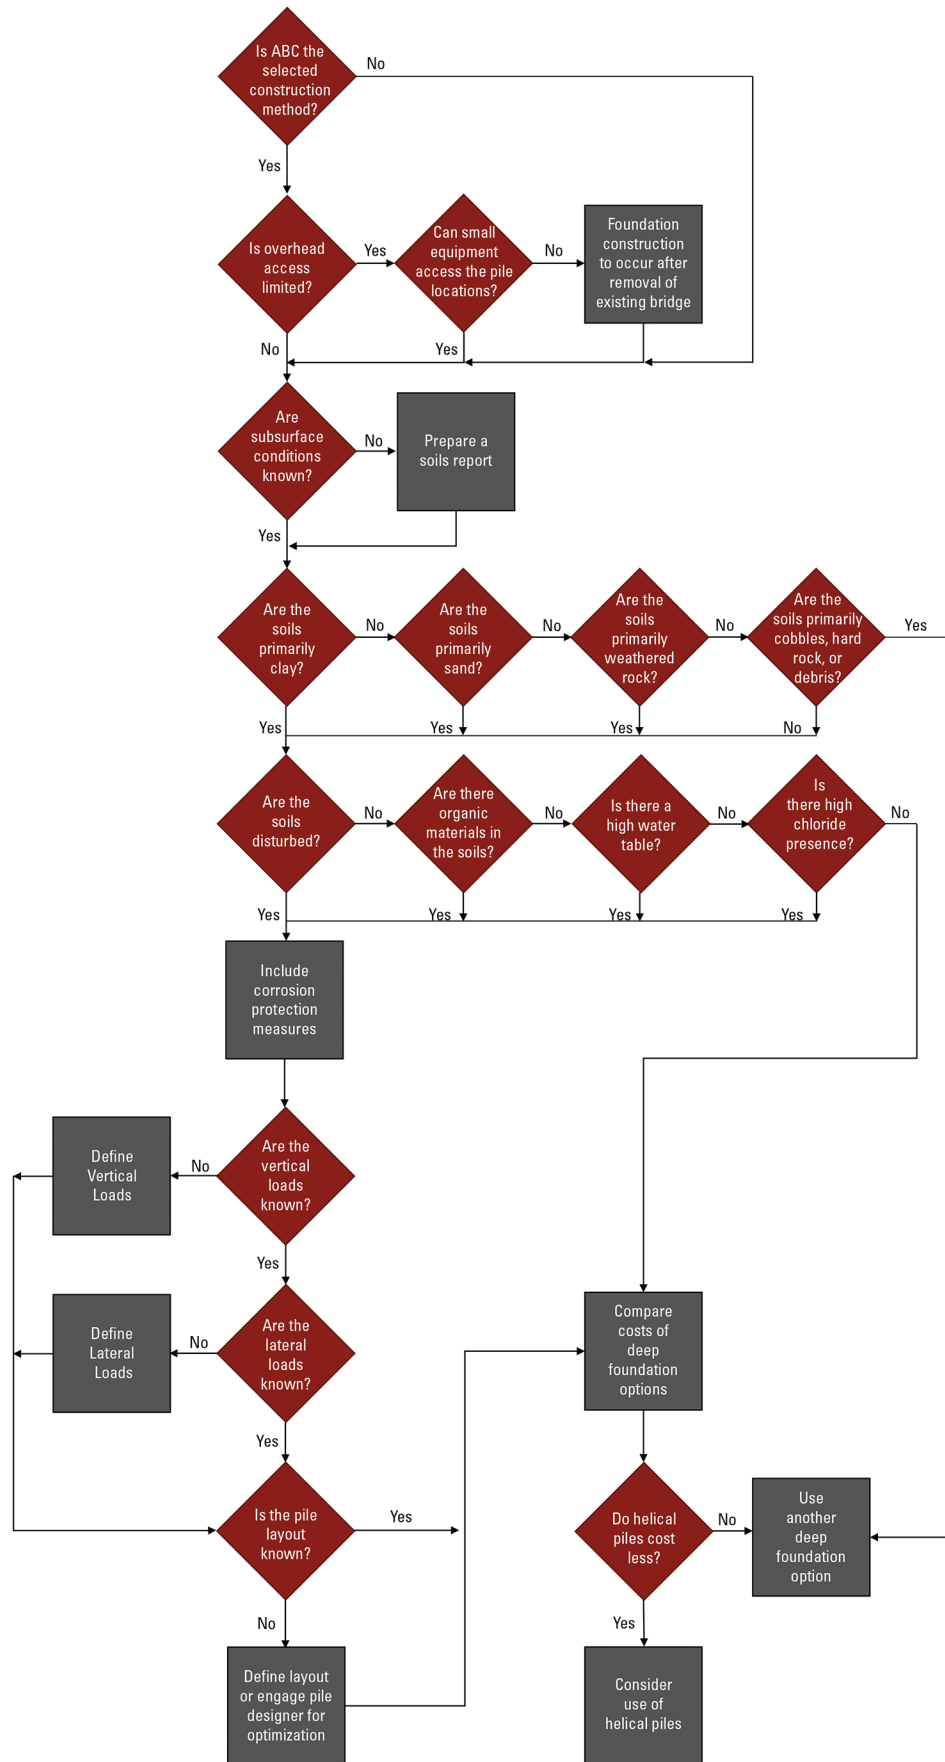 Is ABC the
selected
construction
method?
No
Yes
Is overhead
access
limited?
Yes
Can small
equipment
access the pile
locations?
No
Foundation
construction
to occur after
removal of
existing bridge
No
Yes
Are
subsurface
conditions
known?
No
Prepare a
soils report
Yes
Are the
soils
primarily
clay?
No
Are the
soils
primarily
sand?
No
Are the
soils
primarily
weathered
rock?
No
Are the
soils primarily
cobbles, hard
rock, or
debris?
Yes
Yes
Yes
Yes
No
Are the
soils
disturbed?
No
Are there
organic
materials in
the soils?
No
Is there a
high water
table?
No
Is
there high
chloride
presence?
No
Yes
Yes
Yes
Yes
Include
corrosion
protection
measures
Are the
vertical
loads
known?
No
Define
Vertical
Loads
Yes
Are the
lateral
loads
known?
No
Define
Lateral
Loads
Yes
Is the pile
layout
known?
Yes
No
Define layout
or engage pile
designer for
optimization
Compare
costs of
deep
foundation
options
Do helical
piles cost
less?
No
Use
another
deep
foundation
option
Yes
Consider
use of
helical piles